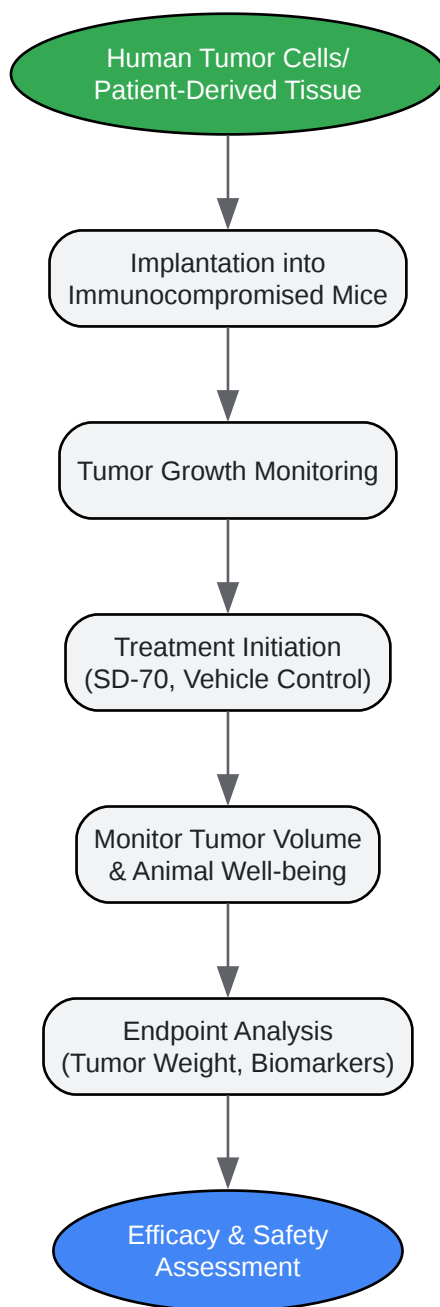 Human Tumor Cells/
Patient-Derived Tissue
Implantation into
Immunocompromised Mice
Tumor Growth Monitoring
Treatment Initiation
(SD-70, Vehicle Control)
Monitor Tumor Volume
& Animal Well-being
Endpoint Analysis
(Tumor Weight, Biomarkers)
Efficacy & Safety
Assessment